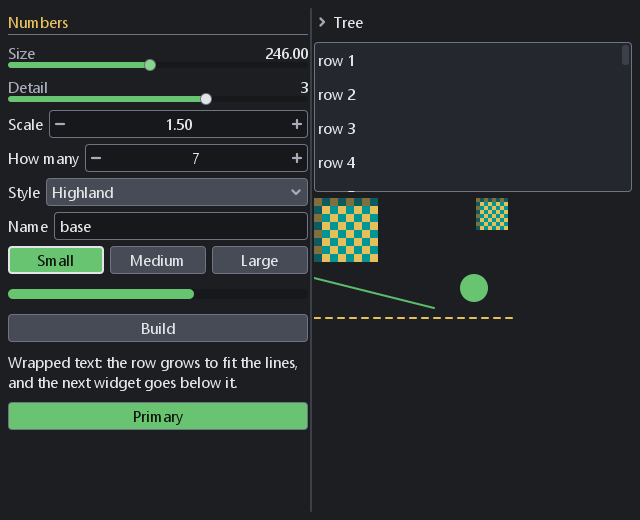 Numbers
Size 246.00
Detail 3
Scale − 1.50 +
How many − 7 +
Style Highland
Name base
Small Medium Large
Build
Wrapped text: the row grows to fit the lines,
and the next widget goes below it.
Primary
Tree
row 1
row 2
row 3
row 4